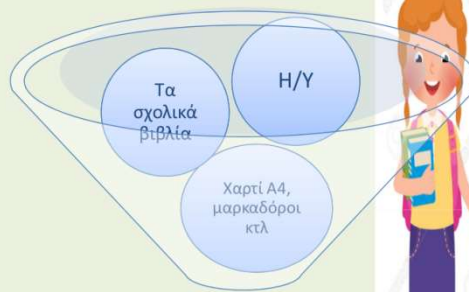 Τα
σχολικά
βιβλία
Η/Υ
Χαρτί Α4,
μαρκαδόροι
κτλ